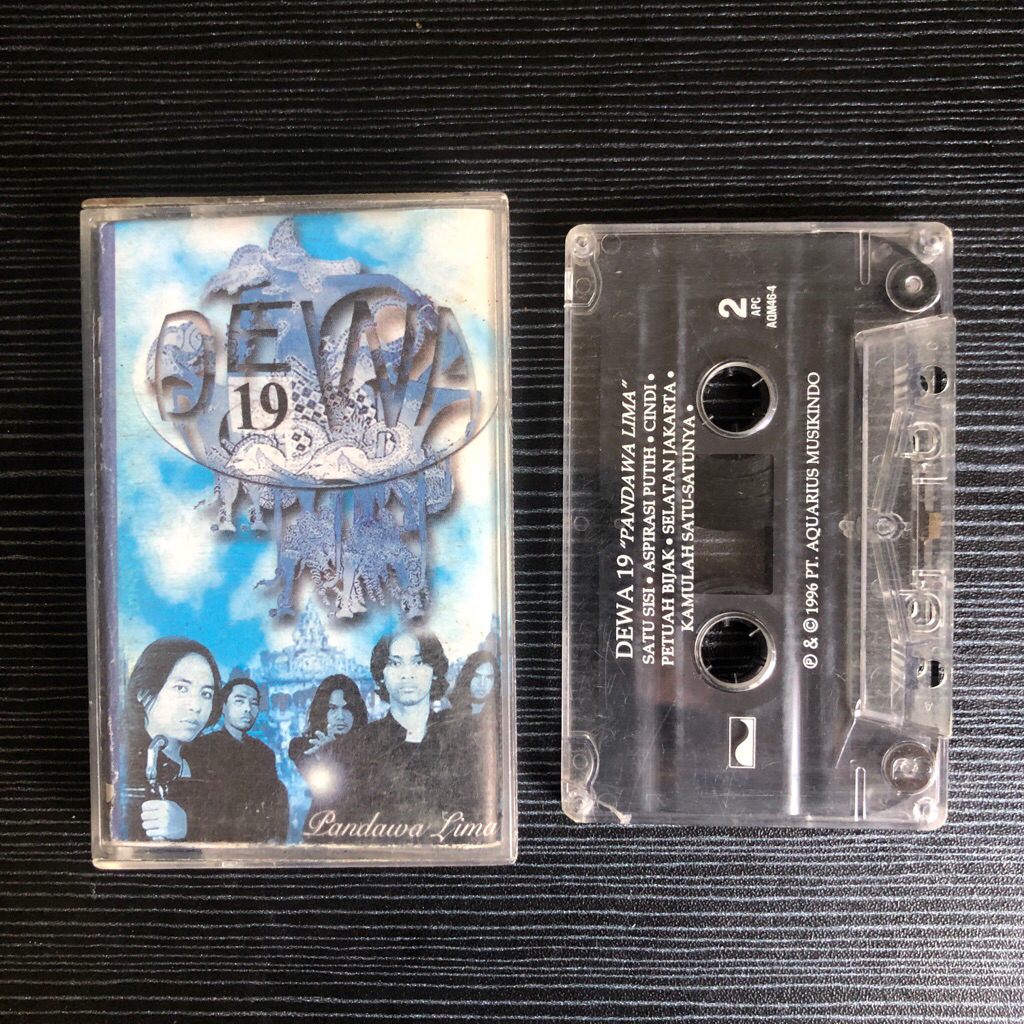 DEWA
19
Pandawa Lima
2
APC
AQM46-4
DEWA 19 "PANDAWA LIMA"
SATU SISI • ASPIRASI PUTIH • CINDI •
PETUAH BIJAK • SELATAN JAKARTA •
KAMULAH SATU-SATUNYA •
℗ & © 1996 PT. AQUARIUS MUSIKINDO